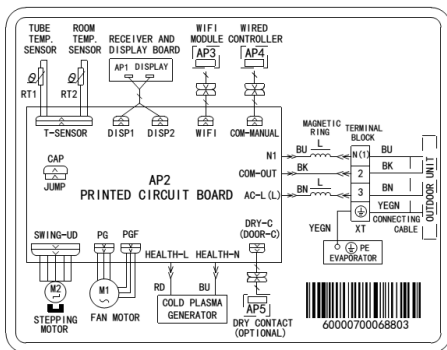 TUBE TEMP. SENSOR
ROOM TEMP. SENSOR
RECEIVER AND DISPLAY BOARD
WIFI MODULE
WIRED CONTROLLER
AP1 DISPLAY
AP3
AP4
RT1
RT2
T-SENSOR
DISP1
DISP2
WIFI
COM-MANUAL
MAGNETIC RING
TERMINAL BLOCK
CAP
JUMP
AP2
PRINTED CIRCUIT BOARD
N1
BU
L
N(1)
BU
COM-OUT
BK
2
BK
AC-L(L)
BN
L
3
BN
YEGN
OUTDOOR UNIT
CONNECTING CABLE
XT
YEGN
PE
EVAPORATOR
SWING-UD
PG
PGF
HEALTH-L
HEALTH-N
DRY-C
(DOOR-C)
M2
M1
STEPPING MOTOR
FAN MOTOR
RD
BU
COLD PLASMA GENERATOR
AP5
DRY CONTACT
(OPTIONAL)
60000700068803